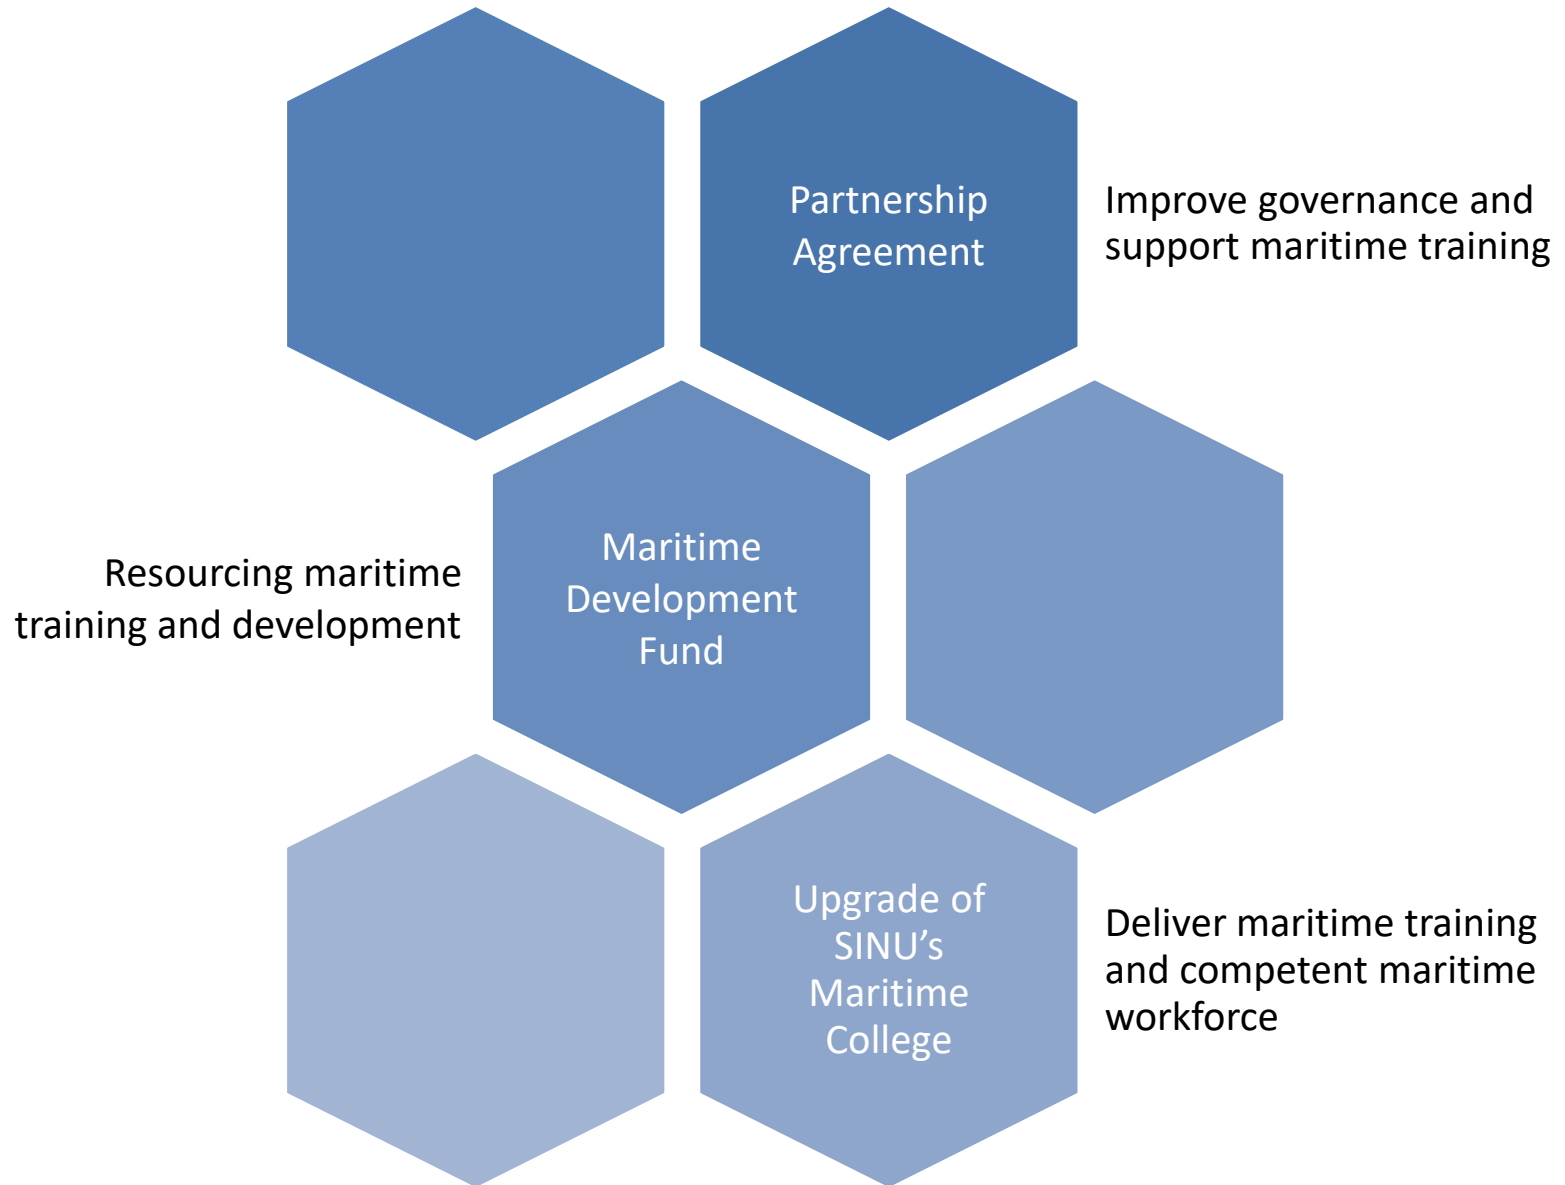 Partnership
Agreement
Improve governance and
support maritime training
Resourcing maritime
training and development
Maritime
Development
Fund
Upgrade of
SINU’s
Maritime
College
Deliver maritime training
and competent maritime
workforce